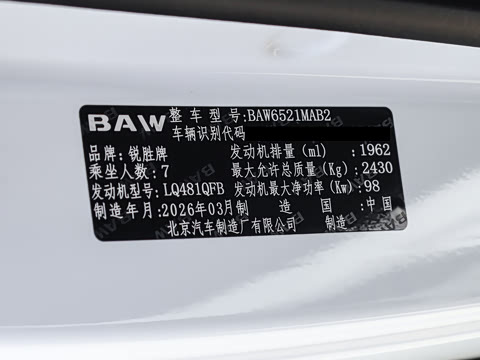 BAW 整车型号:BAW6521MAB2
车辆识别代码
品牌:锐胜牌 发动机排量(ml):1962
乘坐人数:7 最大允许总质量(Kg):2430
发动机型号:LQ481QFB 发动机最大净功率(Kw):98
制造年月:2026年03月 制造国:中国
北京汽车制造厂有限公司 制造